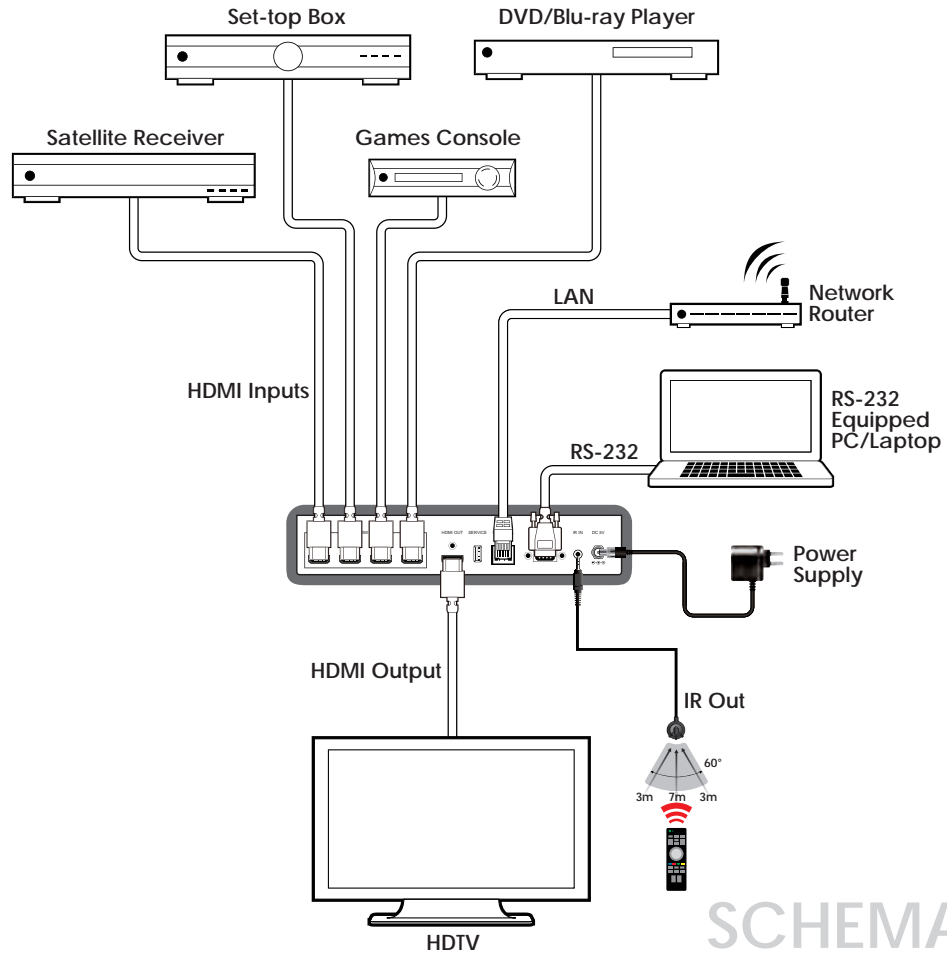 Set-top Box
DVD/Blu-ray Player
Satellite Receiver
Games Console
LAN
Network
Router
HDMI Inputs
RS-232
Equipped
PC/Laptop
RS-232
HDMI OUT
SERVICE
IR IN
DC 5V
Power
Supply
HDMI Output
IR Out
60°
3m
7m
3m
HDTV
SCHEMA